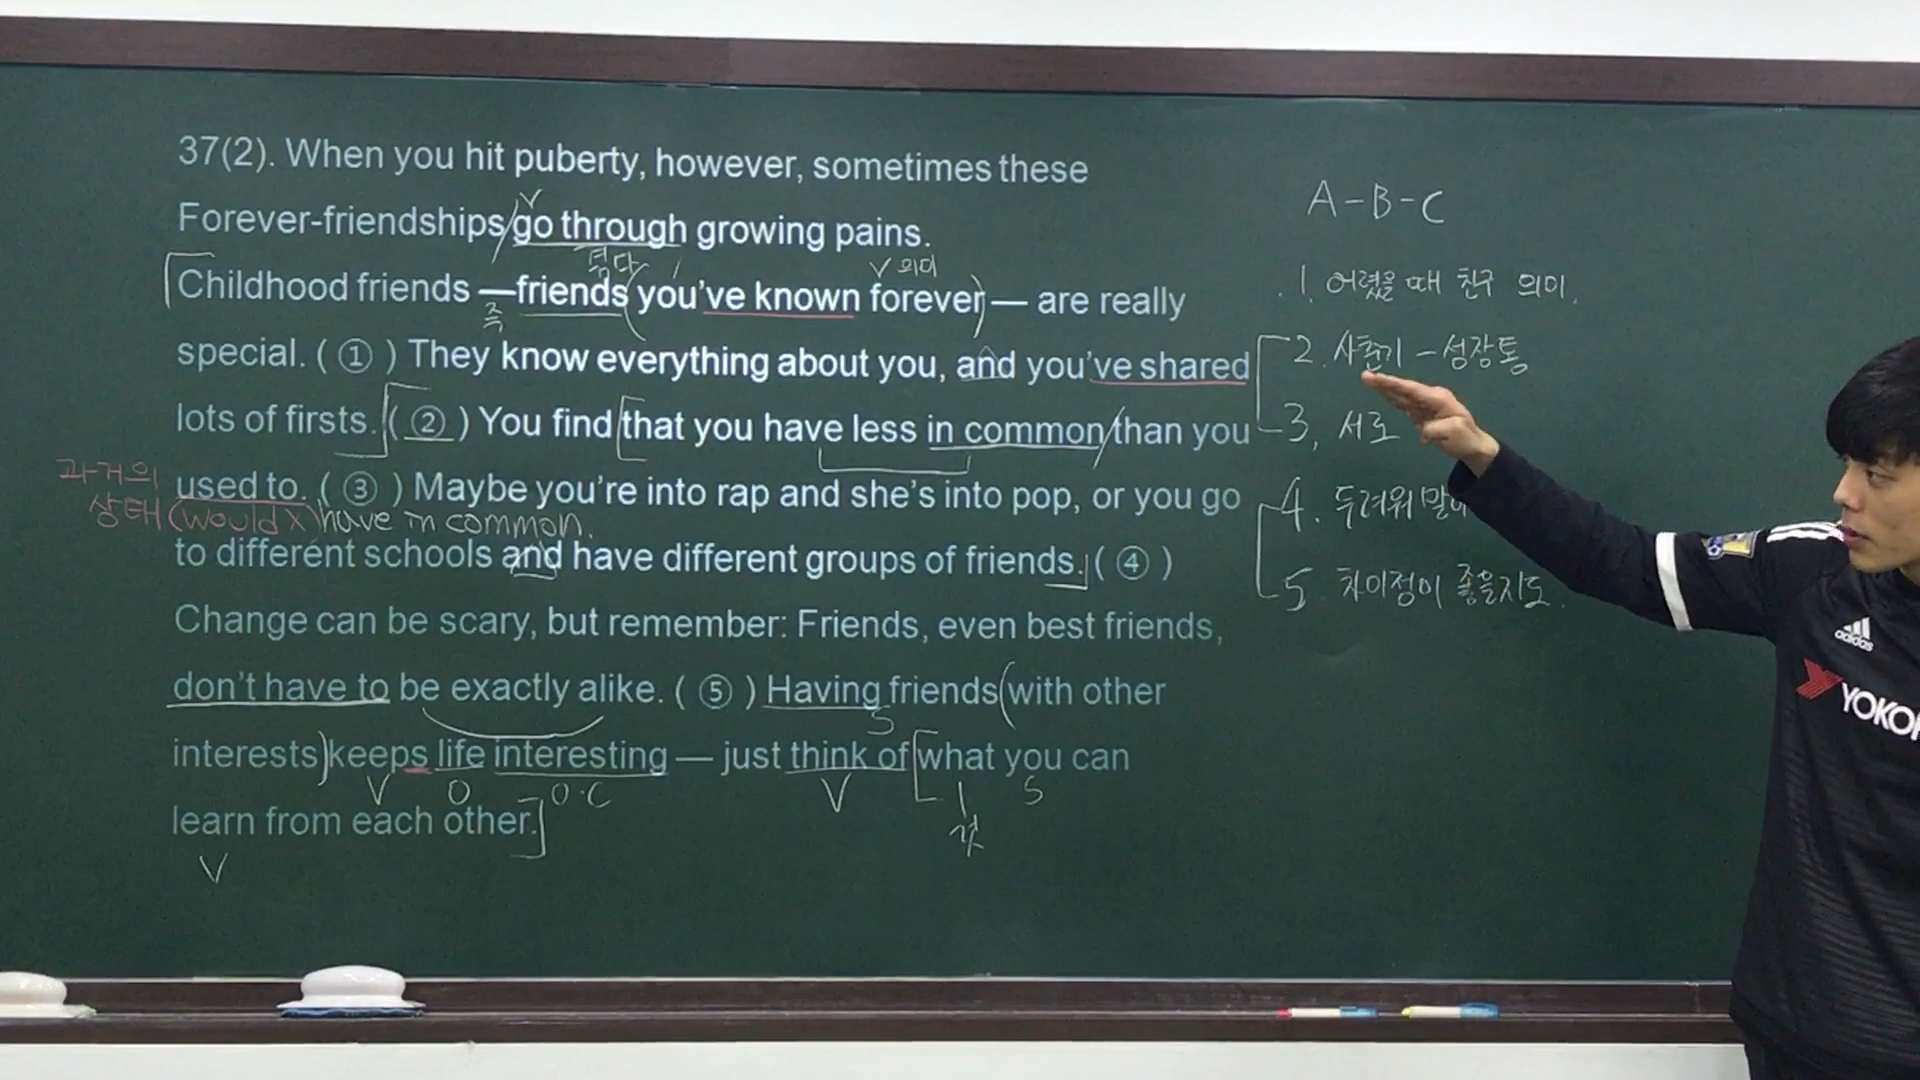 37(2). When you hit puberty, however, sometimes these
Forever-friendships go through growing pains.
V
겪다
V 의미
Childhood friends —friends you've known forever — are really
즉
special. ( ① ) They know everything about you, and you've shared
lots of firsts. ( ② ) You find that you have less in common than you
과거의
상태
used to. ( ③ ) Maybe you're into rap and she's into pop, or you go
(would X) have in common.
to different schools and have different groups of friends. ( ④ )
Change can be scary, but remember: Friends, even best friends,
don't have to be exactly alike. ( ⑤ ) Having friends (with other
S
interests) keeps life interesting — just think of [what you can
V O O.C V S
것
learn from each other.]
V
A-B-C
1. 어렸을 때 친구 의미.
2. 사춘기 - 성장통
3. 서로
4. 두려워 말
5. 차이점이 좋을지도.
adidas
YOKO